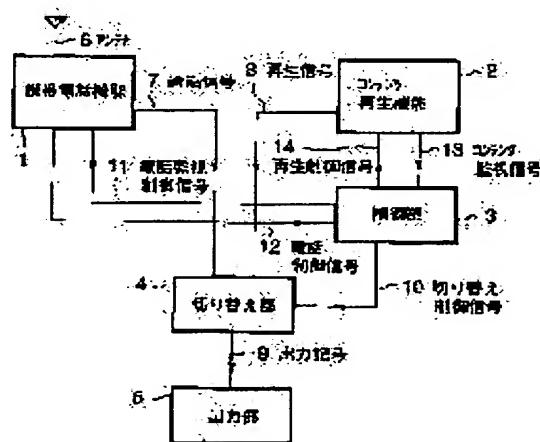 6 アンテナ
携帯電話機部
1
7 通話信号
8 再生信号
コンテンツ
再生機能
2
11 電話監視
制御信号
14
再生制御信号
13 コンテンツ
監視信号
制御部
3
12 電話
制御信号
4
切り替え部
10 切り替え
制御信号
9 出力信号
5
出力部